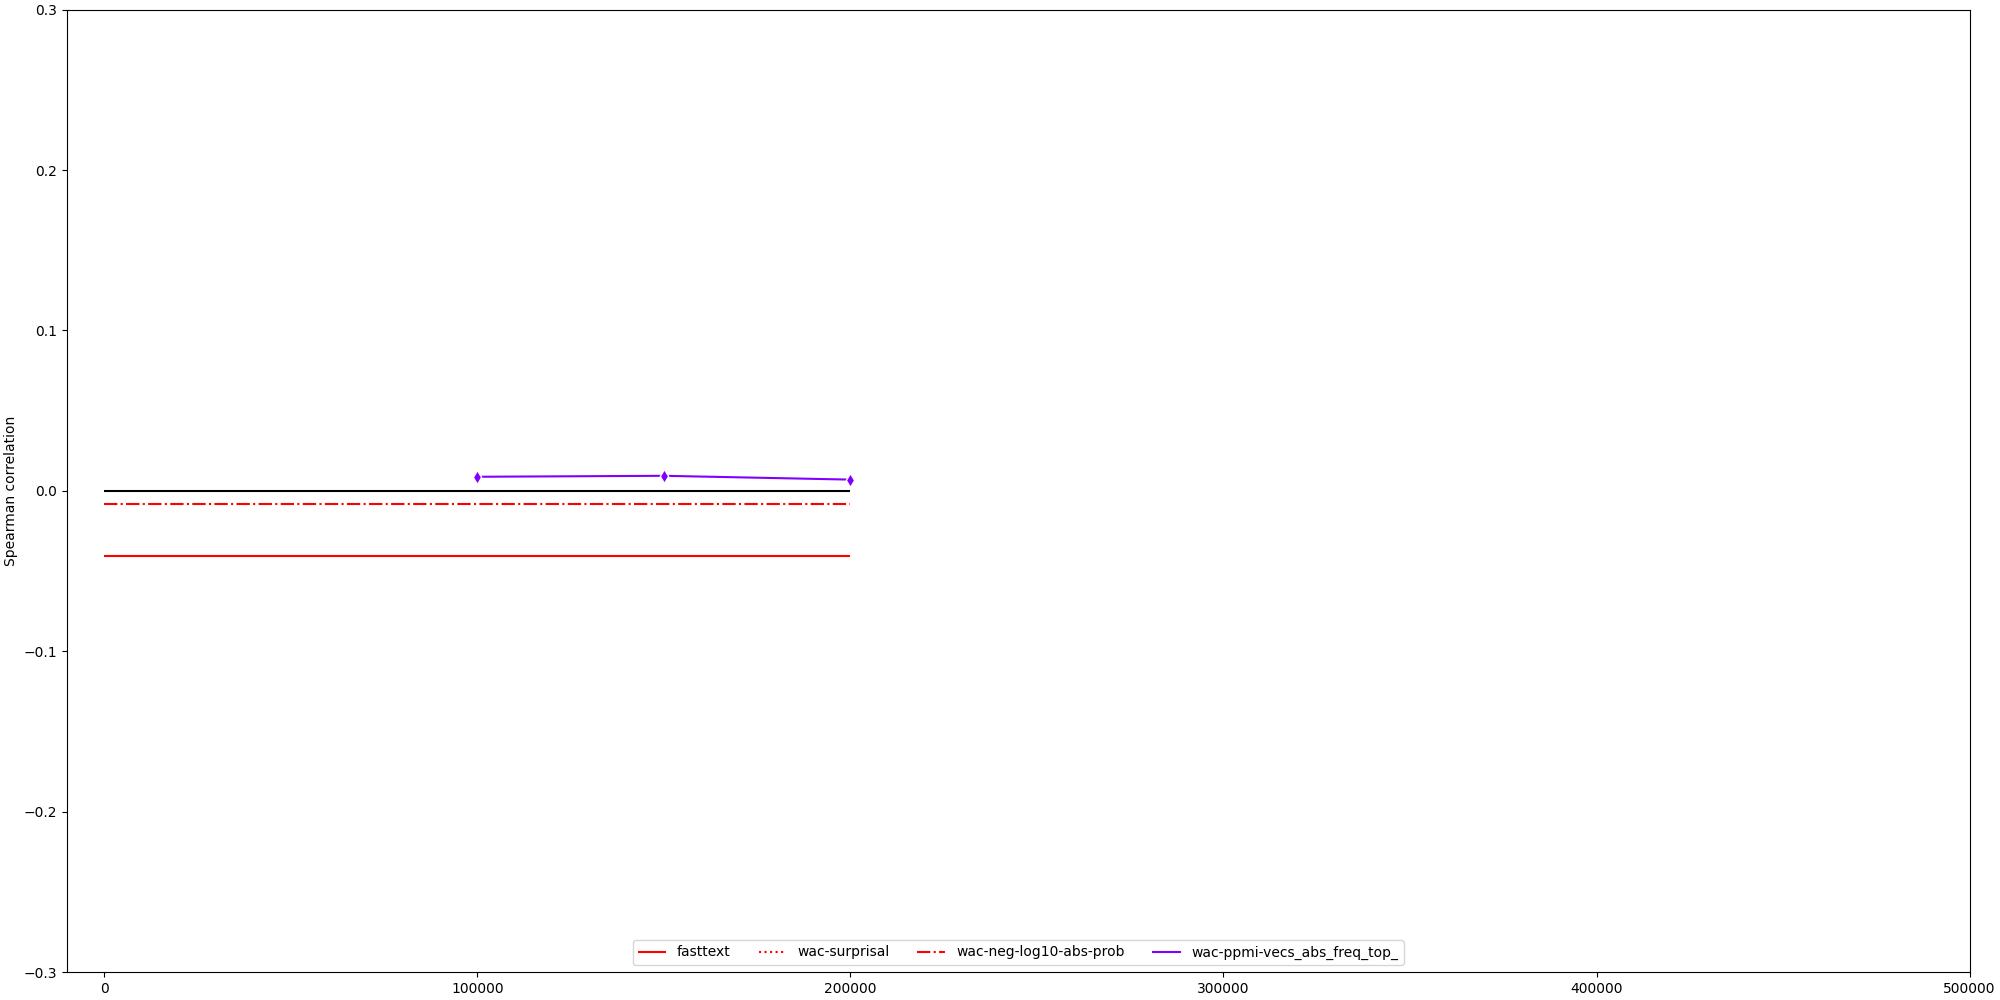 0.3
0.2
0.1
0.0
−0.1
−0.2
−0.3
Spearman correlation
fasttext wac-surprisal wac-neg-log10-abs-prob wac-ppmi-vecs_abs_freq_top_
0 100000 200000 300000 400000 500000